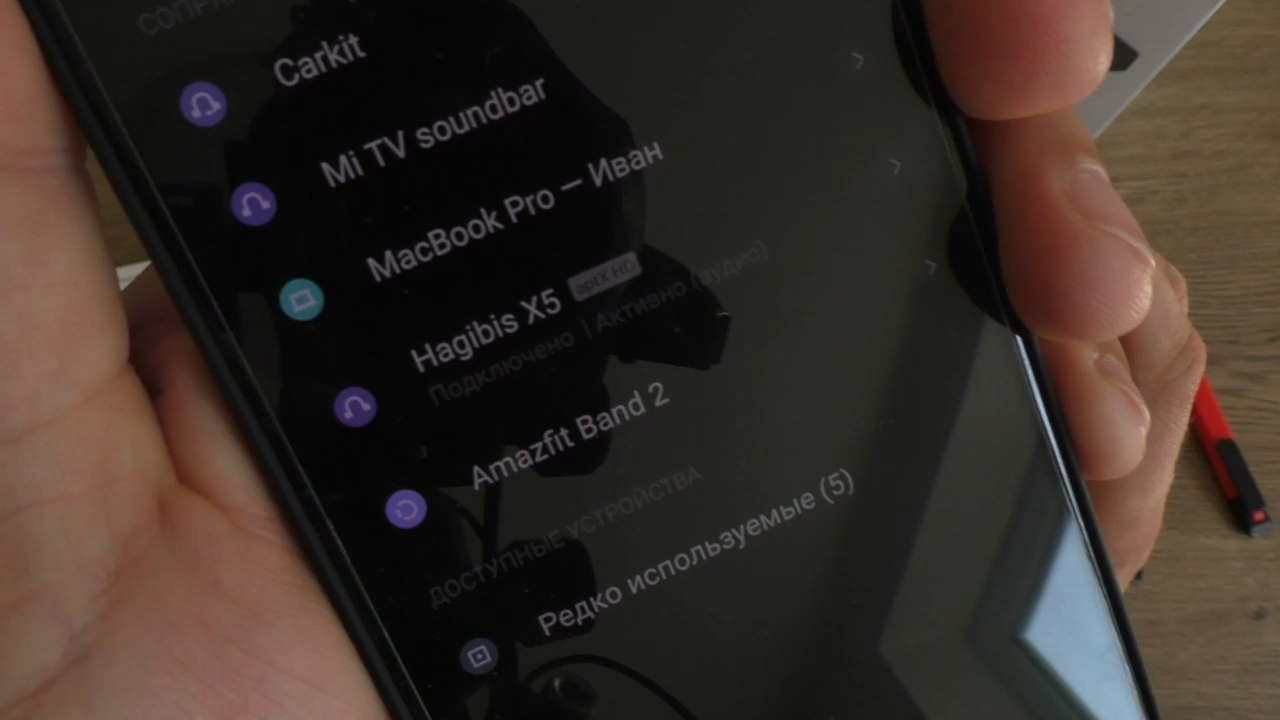 Carkit
Mi TV soundbar
MacBook Pro – Иван
Hagibis X5 aptX HD
Подключено | Активно (аудио)
Amazfit Band 2
ДОСТУПНЫЕ УСТРОЙСТВА
Редко используемые (5)